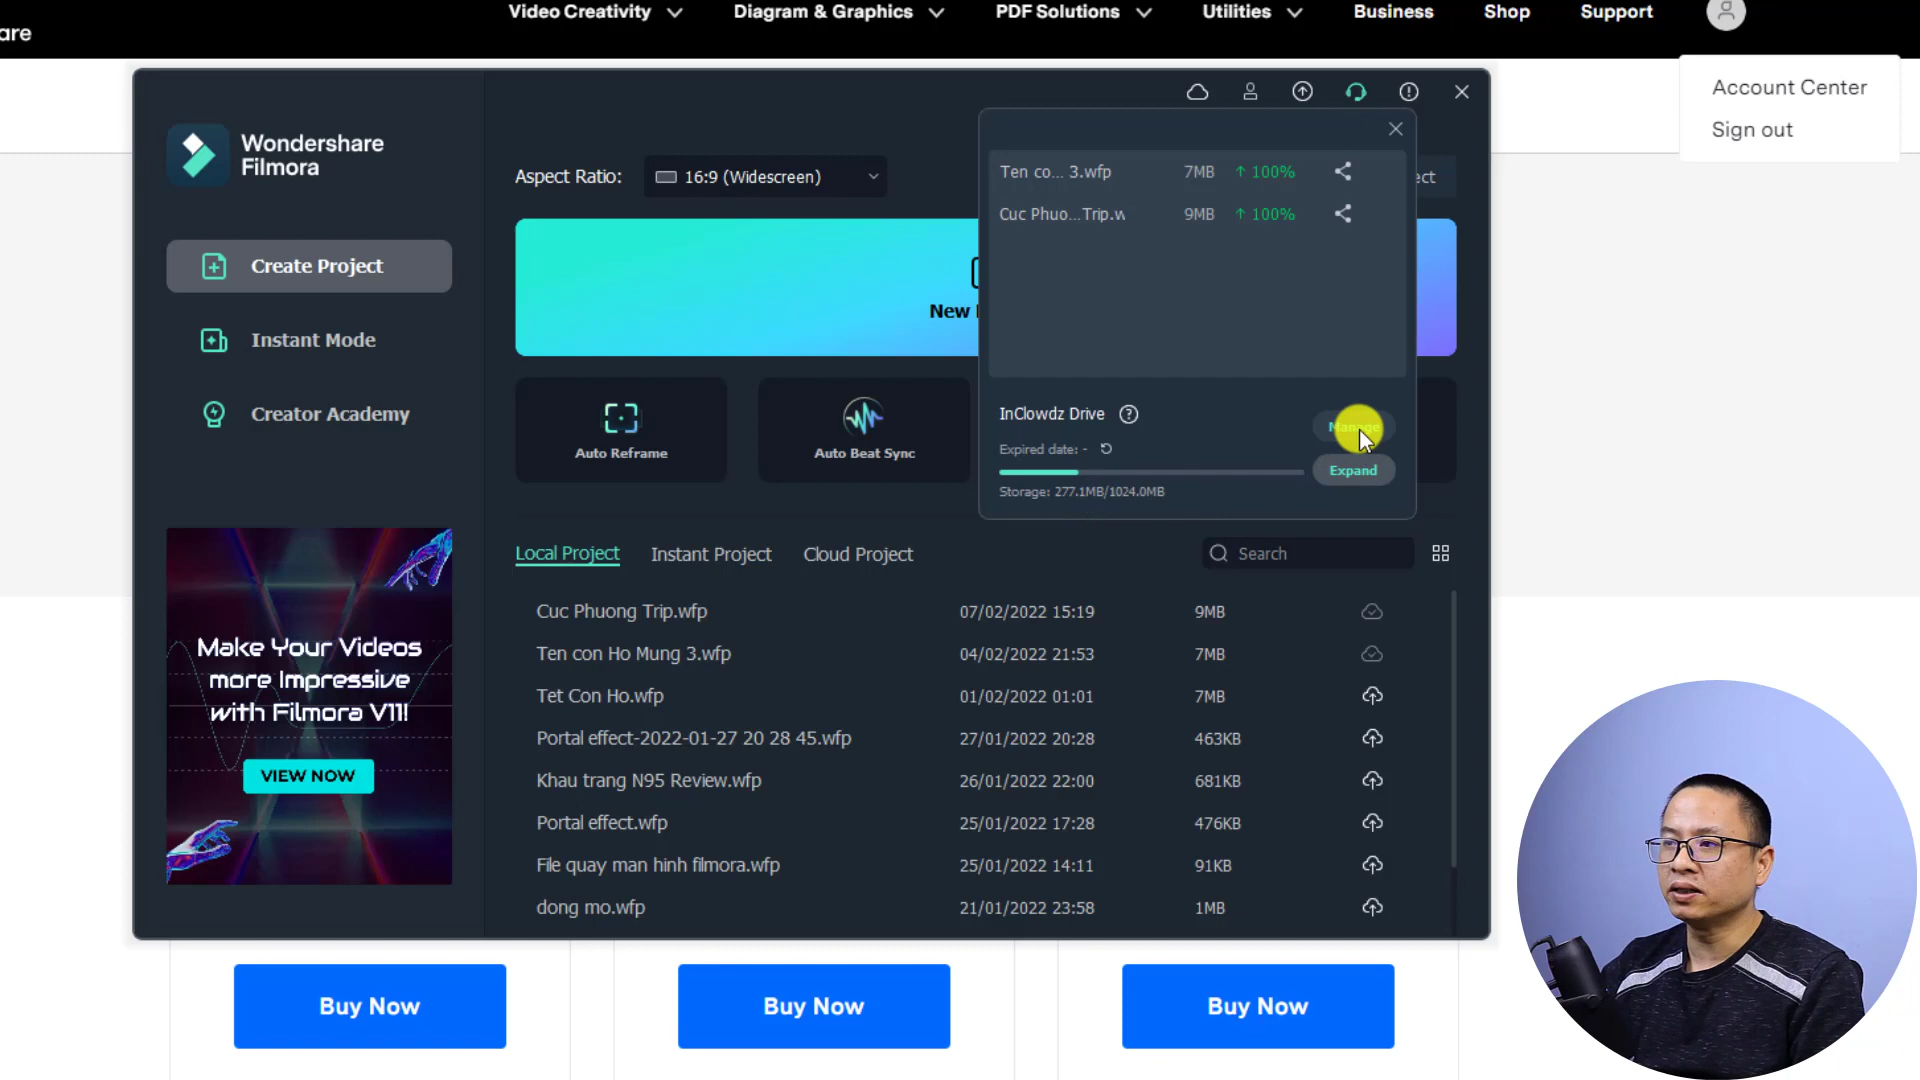 Video Creativity
Diagram & Graphics
PDF Solutions
Utilities
Business
Shop
Support
are
Account Center
Sign out
Wondershare
Filmora
Aspect Ratio:
16:9 (Widescreen)
ect
Ten co... 3.wfp 7MB ↑ 100%
Cuc Phuo...Trip.w 9MB ↑ 100%
Create Project
Instant Mode
Creator Academy
New
Auto Reframe
Auto Beat Sync
InClowdz Drive
Manage
Expired date: -
Expand
Storage: 277.1MB/1024.0MB
Local Project
Instant Project
Cloud Project
Search
Cuc Phuong Trip.wfp 07/02/2022 15:19 9MB
Ten con Ho Mung 3.wfp 04/02/2022 21:53 7MB
Tet Con Ho.wfp 01/02/2022 01:01 7MB
Portal effect-2022-01-27 20 28 45.wfp 27/01/2022 20:28 463KB
Khau trang N95 Review.wfp 26/01/2022 22:00 681KB
Portal effect.wfp 25/01/2022 17:28 476KB
File quay man hinh filmora.wfp 25/01/2022 14:11 91KB
dong mo.wfp 21/01/2022 23:58 1MB
Make Your Videos
more Impressive
with Filmora V11!
VIEW NOW
Buy Now
Buy Now
Buy Now